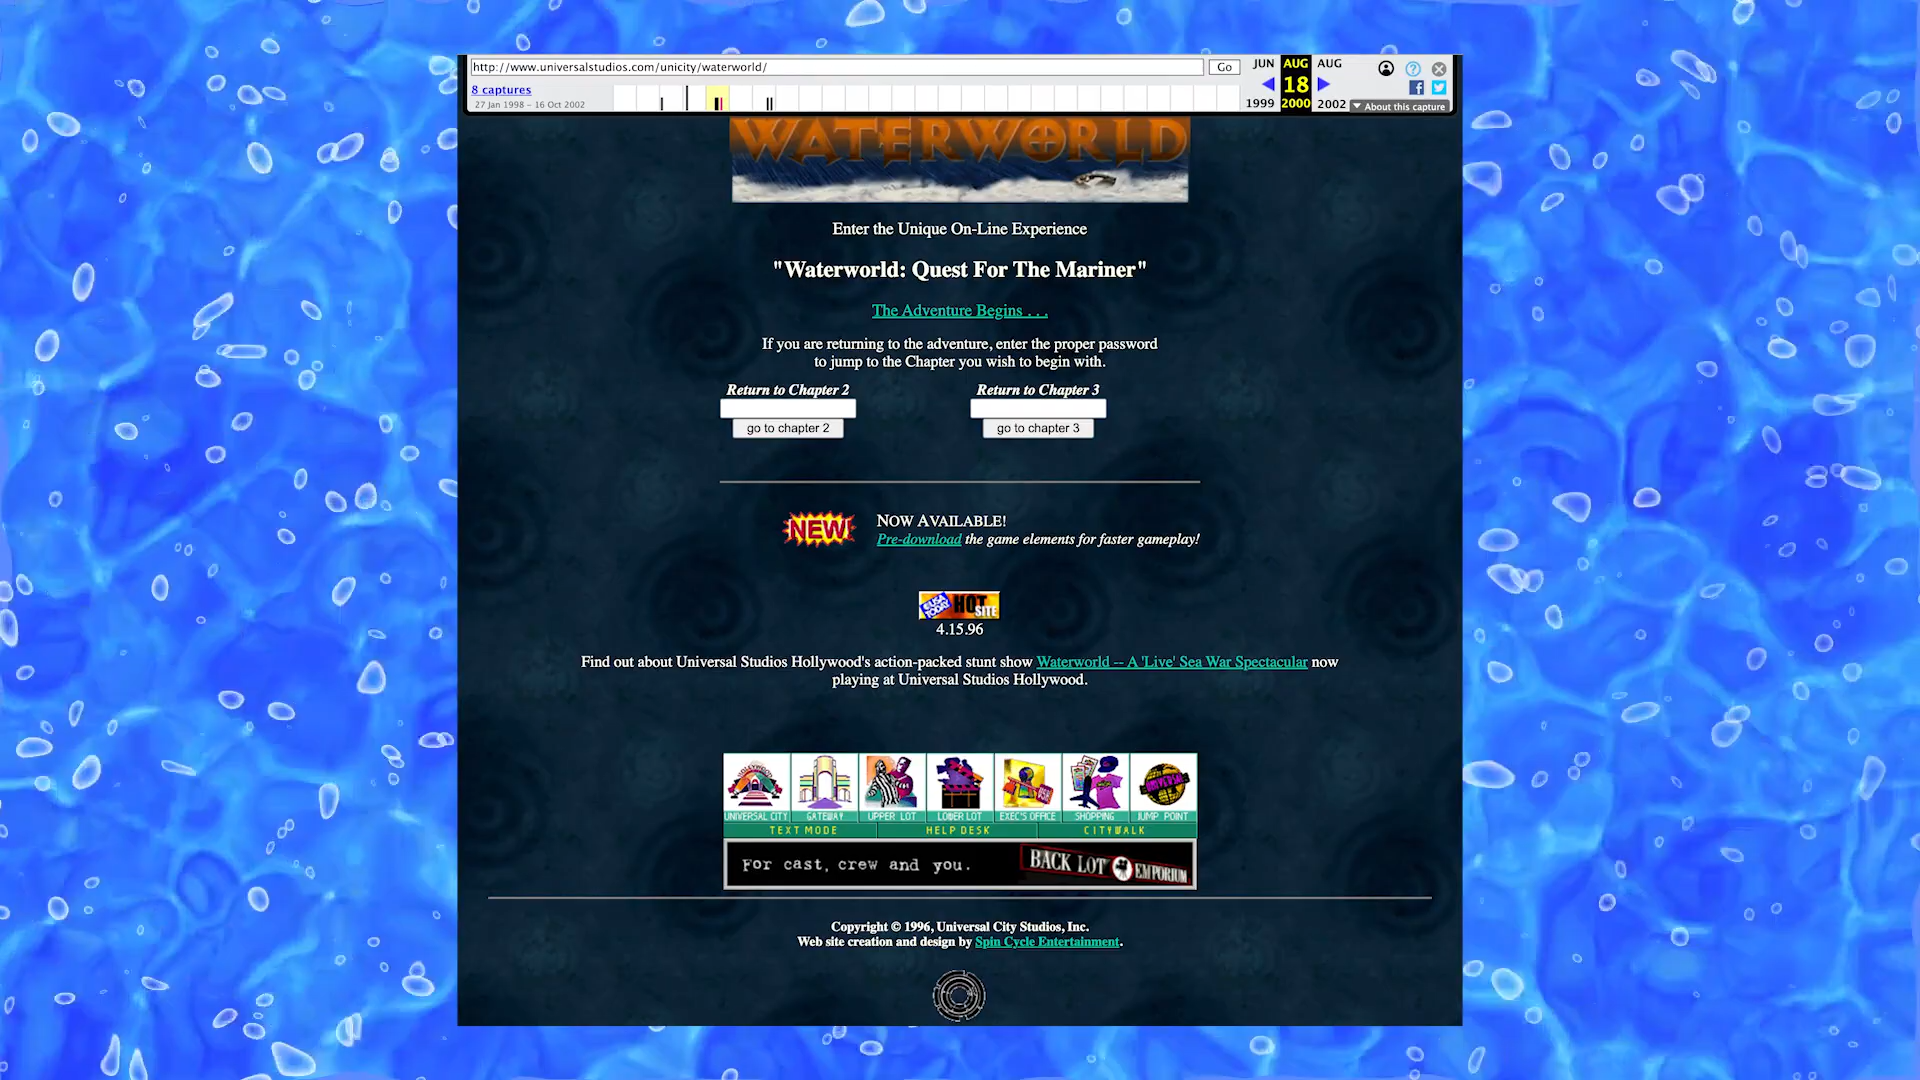 http://www.universalstudios.com/unicity/waterworld/
Go
JUN AUG AUG
8 captures
18
27 Jan 1998 – 16 Oct 2002
1999 2000 2002
About this capture
WATERWORLD
Enter the Unique On-Line Experience
"Waterworld: Quest For The Mariner"
The Adventure Begins . . .
If you are returning to the adventure, enter the proper password
to jump to the Chapter you wish to begin with.
Return to Chapter 2
go to chapter 2
Return to Chapter 3
go to chapter 3
NEW!
NOW AVAILABLE!
Pre-download the game elements for faster gameplay!
USA TODAY HOT SITE
4.15.96
Find out about Universal Studios Hollywood's action-packed stunt show Waterworld -- A 'Live' Sea War Spectacular now
playing at Universal Studios Hollywood.
UNIVERSAL CITY GATEWAY UPPER LOT LOWER LOT EXEC'S OFFICE SHOPPING JUMP POINT
TEXT MODE HELP DESK CITYWALK
For cast, crew and you. BACK LOT EMPORIUM
Copyright © 1996, Universal City Studios, Inc.
Web site creation and design by Spin Cycle Entertainment.